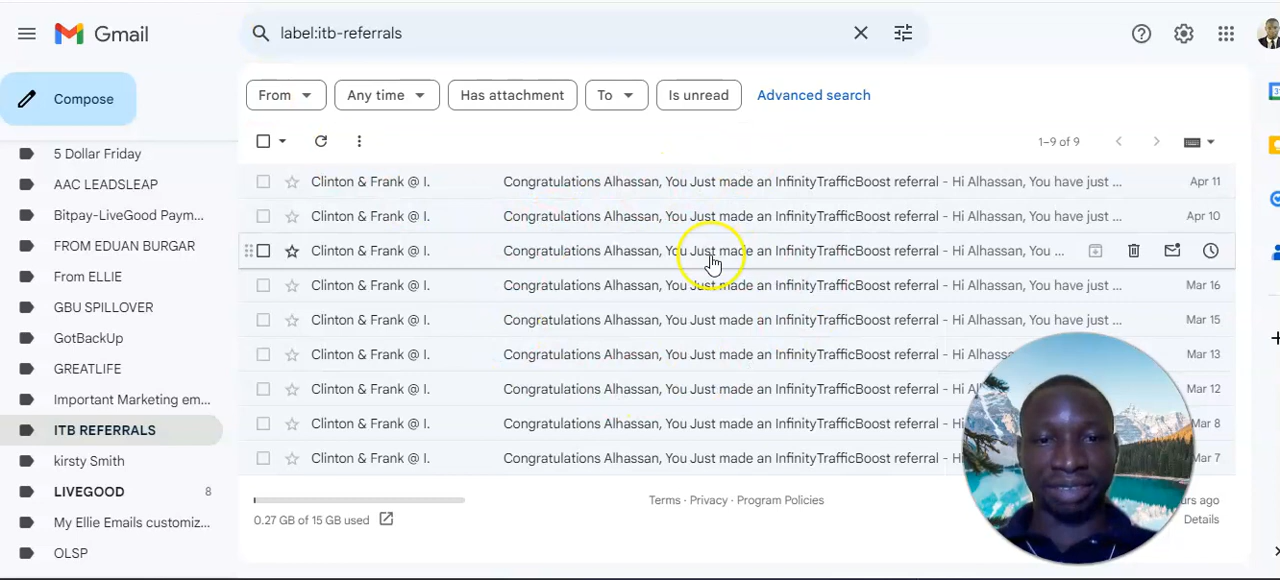 Gmail
label:itb-referrals
Compose
From
Any time
Has attachment
To
Is unread
Advanced search
1–9 of 9
5 Dollar Friday
AAC LEADSLEAP
Bitpay-LiveGood Paym...
FROM EDUAN BURGAR
From ELLIE
GBU SPILLOVER
GotBackUp
GREATLIFE
Important Marketing em...
ITB REFERRALS
kirsty Smith
LIVEGOOD 8
My Ellie Emails customiz...
OLSP
Clinton & Frank @ I. Congratulations Alhassan, You Just made an InfinityTrafficBoost referral - Hi Alhassan, You have just ... Apr 11
Clinton & Frank @ I. Congratulations Alhassan, You Just made an InfinityTrafficBoost referral - Hi Alhassan, You have just ... Apr 10
Clinton & Frank @ I. Congratulations Alhassan, You Just made an InfinityTrafficBoost referral - Hi Alhassan, You ...
Clinton & Frank @ I. Congratulations Alhassan, You Just made an InfinityTrafficBoost referral - Hi Alhassan, You have just ... Mar 16
Clinton & Frank @ I. Congratulations Alhassan, You Just made an InfinityTrafficBoost referral - Hi Alhassan, You have just ... Mar 15
Clinton & Frank @ I. Congratulations Alhassan, You Just made an InfinityTrafficBoost referral - Hi Mar 13
Clinton & Frank @ I. Congratulations Alhassan, You Just made an InfinityTrafficBoost referral - Hi Mar 12
Clinton & Frank @ I. Congratulations Alhassan, You Just made an InfinityTrafficBoost referral - Mar 8
Clinton & Frank @ I. Congratulations Alhassan, You Just made an InfinityTrafficBoost referral - Mar 7
Terms · Privacy · Program Policies
0.27 GB of 15 GB used
ago
Details